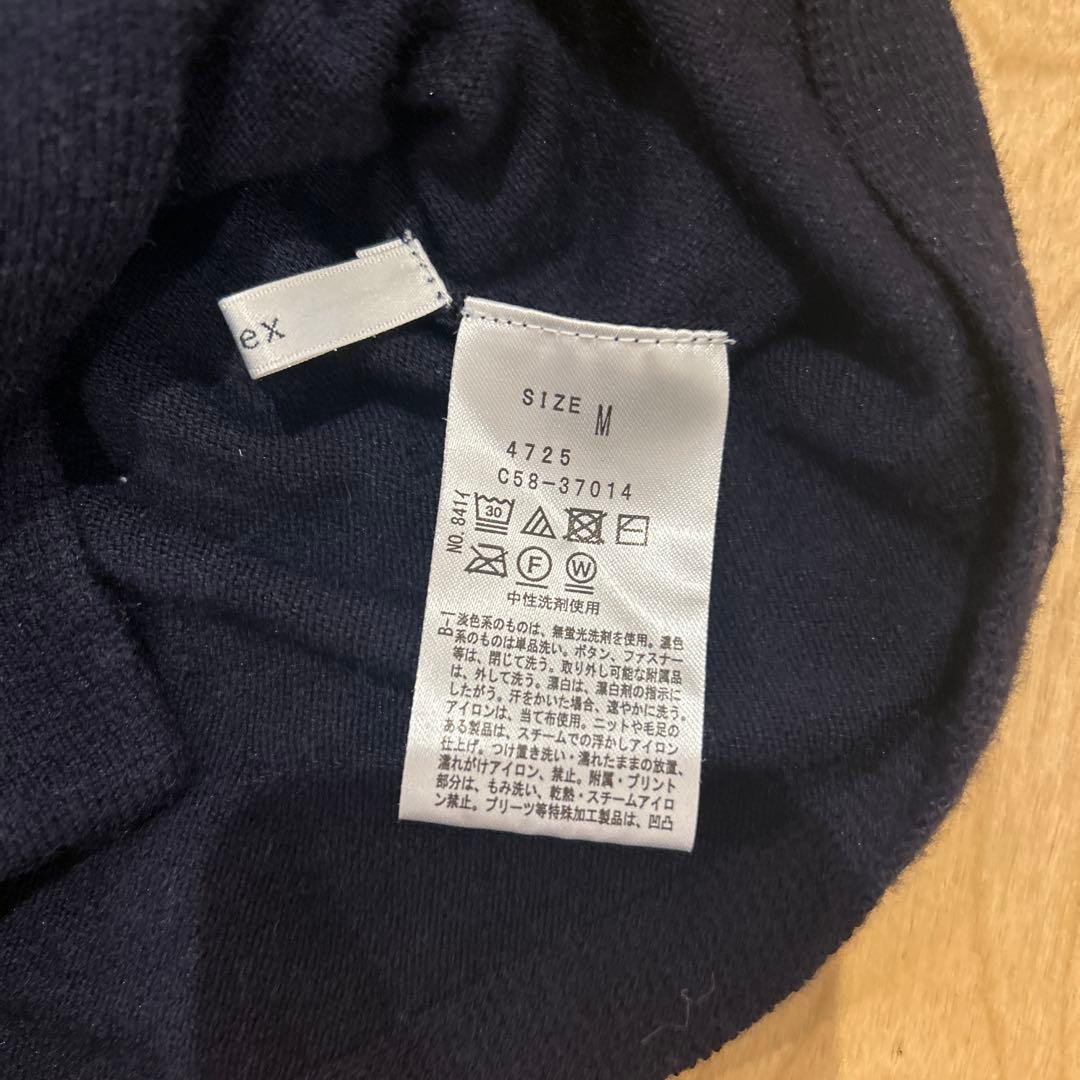 ex
SIZE M
4725
C58-37014
NO.841イ
30
F W
中性洗剤使用
B-1
淡色系のものは、無蛍光洗剤を使用。濃色
系のものは単品洗い。ボタン、ファスナー
等は、閉じて洗う。取り外し可能な附属品
は、外して洗う。漂白は、漂白剤の指示に
したがう。汗をかいた場合、速やかに洗う。
アイロンは、当て布使用。ニットや毛足の
ある製品は、スチームでの浮かしアイロン
仕上げ。つけ置き洗い・濡れたままの放置、
濡れがけアイロン、禁止。附属・プリント
部分は、もみ洗い、乾熱・スチームアイロ
ン禁止。プリーツ等特殊加工製品は、凹凸